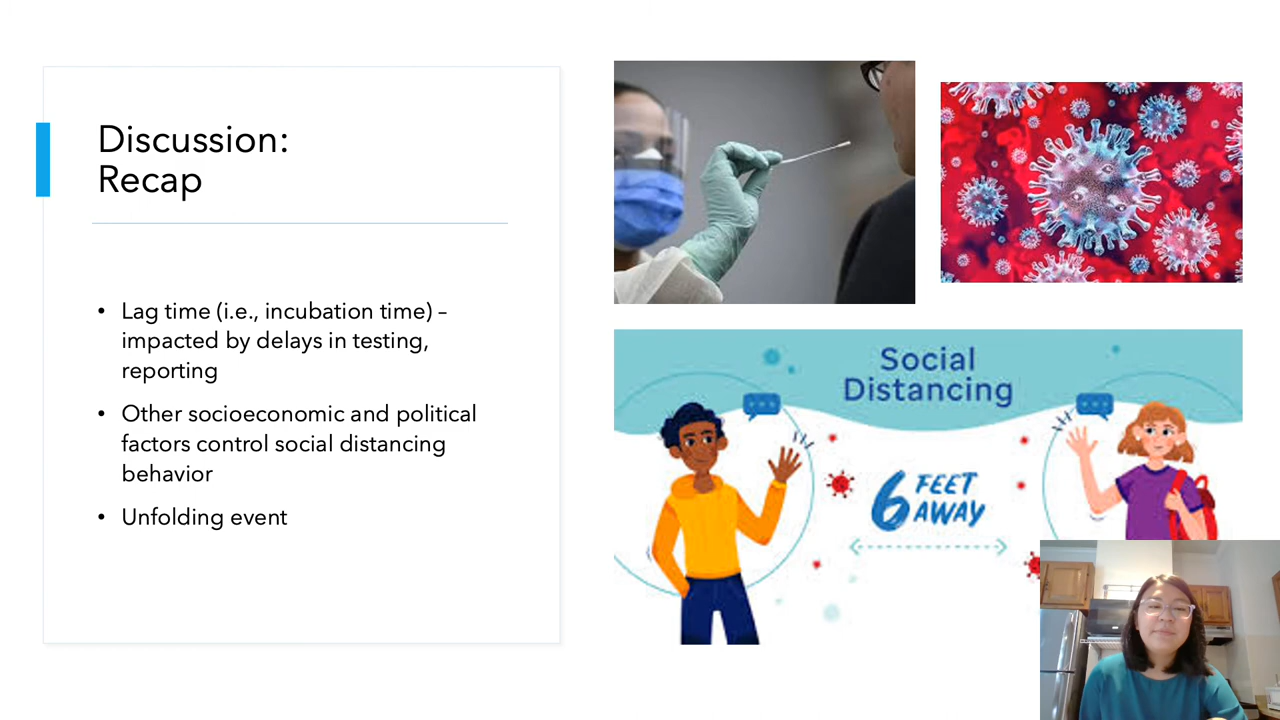 Discussion:
Recap
• Lag time (i.e., incubation time) –
impacted by delays in testing,
reporting
• Other socioeconomic and political
factors control social distancing
behavior
• Unfolding event
Social
Distancing
6 FEET
AWAY